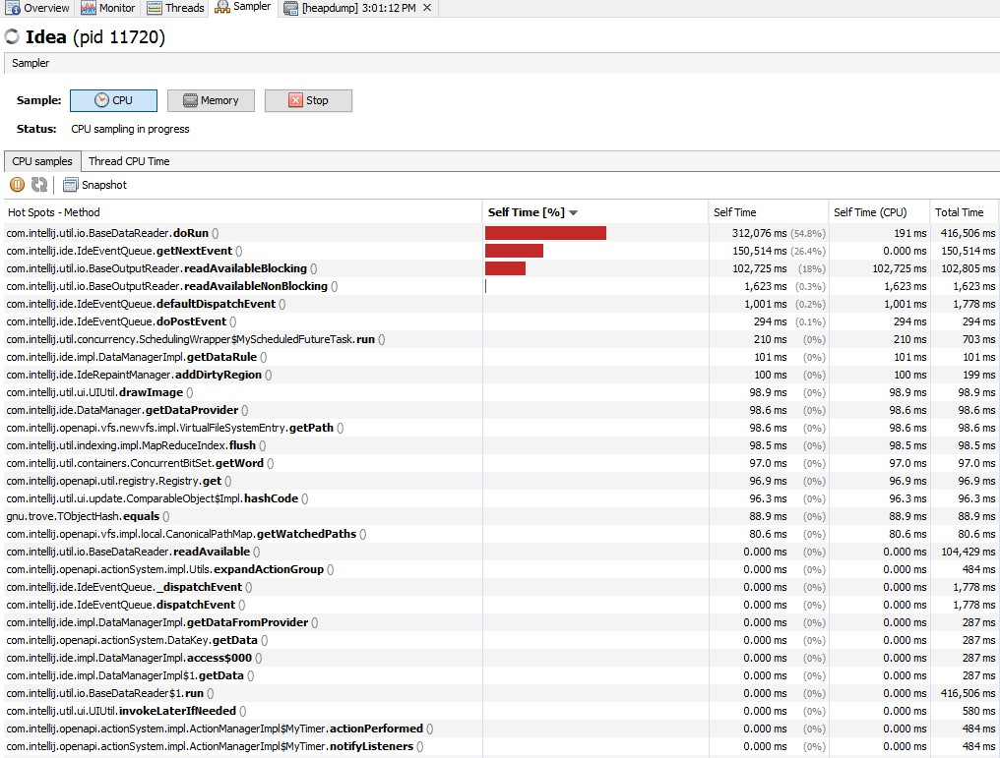 Overview Monitor Threads Sampler [heapdump] 3:01:12 PM
Idea (pid 11720)
Sampler
Sample: CPU Memory Stop
Status: CPU sampling in progress
CPU samples Thread CPU Time
Snapshot
Hot Spots - Method Self Time [%] Self Time Self Time (CPU) Total Time
com.intellij.util.io.BaseDataReader.doRun () 312,076 ms (54.8%) 191 ms 416,506 ms
com.intellij.ide.IdeEventQueue.getNextEvent () 150,514 ms (26.4%) 0.000 ms 150,514 ms
com.intellij.util.io.BaseOutputReader.readAvailableBlocking () 102,725 ms (18%) 102,725 ms 102,805 ms
com.intellij.util.io.BaseOutputReader.readAvailableNonBlocking () 1,623 ms (0.3%) 1,623 ms 1,623 ms
com.intellij.ide.IdeEventQueue.defaultDispatchEvent () 1,001 ms (0.2%) 1,001 ms 1,778 ms
com.intellij.ide.IdeEventQueue.doPostEvent () 294 ms (0.1%) 294 ms 294 ms
com.intellij.util.concurrency.SchedulingWrapper$MyScheduledFutureTask.run () 210 ms (0%) 210 ms 703 ms
com.intellij.ide.impl.DataManagerImpl.getDataRule () 101 ms (0%) 101 ms 101 ms
com.intellij.ide.IdeRepaintManager.addDirtyRegion () 100 ms (0%) 100 ms 199 ms
com.intellij.util.ui.UIUtil.drawImage () 98.9 ms (0%) 98.9 ms 98.9 ms
com.intellij.ide.DataManager.getDataProvider () 98.6 ms (0%) 98.6 ms 98.6 ms
com.intellij.openapi.vfs.newvfs.impl.VirtualFileSystemEntry.getPath () 98.6 ms (0%) 98.6 ms 98.6 ms
com.intellij.util.indexing.impl.MapReduceIndex.flush () 98.5 ms (0%) 98.5 ms 98.5 ms
com.intellij.util.containers.ConcurrentBitSet.getWord () 97.0 ms (0%) 97.0 ms 97.0 ms
com.intellij.openapi.util.registry.Registry.get () 96.9 ms (0%) 96.9 ms 96.9 ms
com.intellij.util.ui.update.ComparableObject$Impl.hashCode () 96.3 ms (0%) 96.3 ms 96.3 ms
gnu.trove.TObjectHash.equals () 88.9 ms (0%) 88.9 ms 88.9 ms
com.intellij.openapi.vfs.impl.local.CanonicalPathMap.getWatchedPaths () 80.6 ms (0%) 80.6 ms 80.6 ms
com.intellij.util.io.BaseDataReader.readAvailable () 0.000 ms (0%) 0.000 ms 104,429 ms
com.intellij.openapi.actionSystem.impl.Utils.expandActionGroup () 0.000 ms (0%) 0.000 ms 484 ms
com.intellij.ide.IdeEventQueue._dispatchEvent () 0.000 ms (0%) 0.000 ms 1,778 ms
com.intellij.ide.IdeEventQueue.dispatchEvent () 0.000 ms (0%) 0.000 ms 1,778 ms
com.intellij.ide.impl.DataManagerImpl.getDataFromProvider () 0.000 ms (0%) 0.000 ms 287 ms
com.intellij.openapi.actionSystem.DataKey.getData () 0.000 ms (0%) 0.000 ms 287 ms
com.intellij.ide.impl.DataManagerImpl.access$000 () 0.000 ms (0%) 0.000 ms 287 ms
com.intellij.ide.impl.DataManagerImpl$1.getData () 0.000 ms (0%) 0.000 ms 287 ms
com.intellij.util.io.BaseDataReader$1.run () 0.000 ms (0%) 0.000 ms 416,506 ms
com.intellij.util.ui.UIUtil.invokeLaterIfNeeded () 0.000 ms (0%) 0.000 ms 580 ms
com.intellij.openapi.actionSystem.impl.ActionManagerImpl$MyTimer.actionPerformed () 0.000 ms (0%) 0.000 ms 484 ms
com.intellij.openapi.actionSystem.impl.ActionManagerImpl$MyTimer.notifyListeners () 0.000 ms (0%) 0.000 ms 484 ms